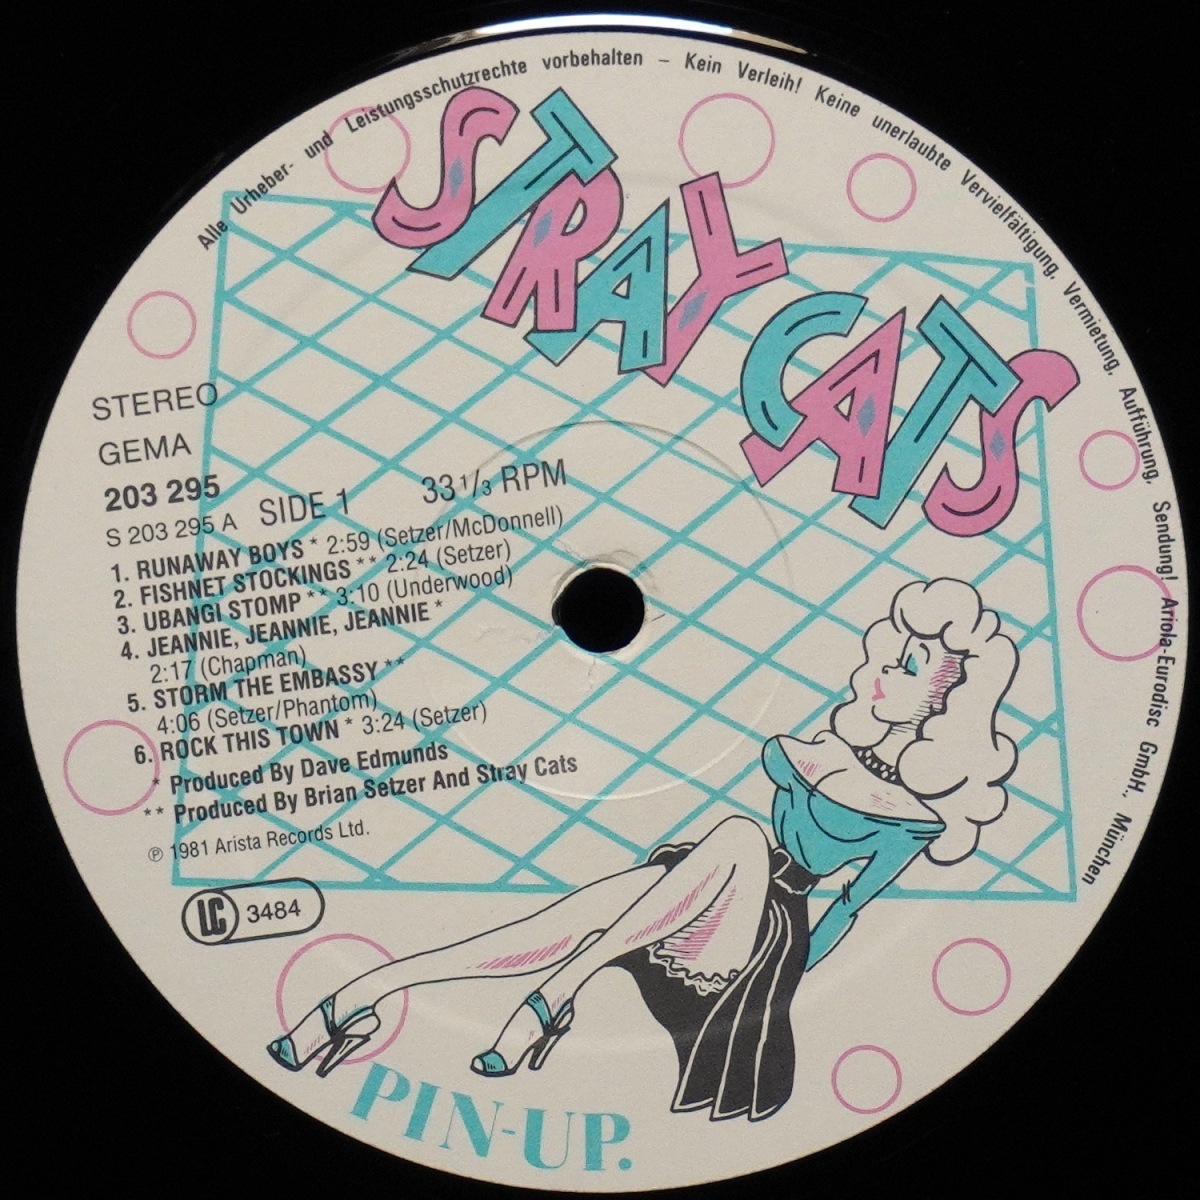 Alle Urheber- und Leistungsschutzrechte vorbehalten – Kein Verleih! Keine unerlaubte Vervielfältigung, Vermietung, Aufführung, Sendung! Ariola-Eurodisc GmbH., München
STRAY CATS
STEREO
GEMA
203 295
S 203 295 A SIDE 1 33 1/3 RPM
1. RUNAWAY BOYS * 2:59 (Setzer/McDonnell)
2. FISHNET STOCKINGS ** 2:24 (Setzer)
3. UBANGI STOMP ** 3:10 (Underwood)
4. JEANNIE, JEANNIE, JEANNIE *
2:17 (Chapman)
5. STORM THE EMBASSY **
4:06 (Setzer/Phantom)
6. ROCK THIS TOWN * 3:24 (Setzer)
* Produced By Dave Edmunds
** Produced By Brian Setzer And Stray Cats
℗ 1981 Arista Records Ltd.
LC 3484
PIN-UP.